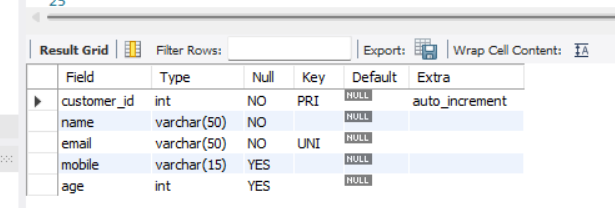 25
Result Grid Filter Rows: Export: Wrap Cell Content: IA
Field Type Null Key Default Extra
customer_id int NO PRI NULL auto_increment
name varchar(50) NO NULL
email varchar(50) NO UNI NULL
mobile varchar(15) YES NULL
age int YES NULL